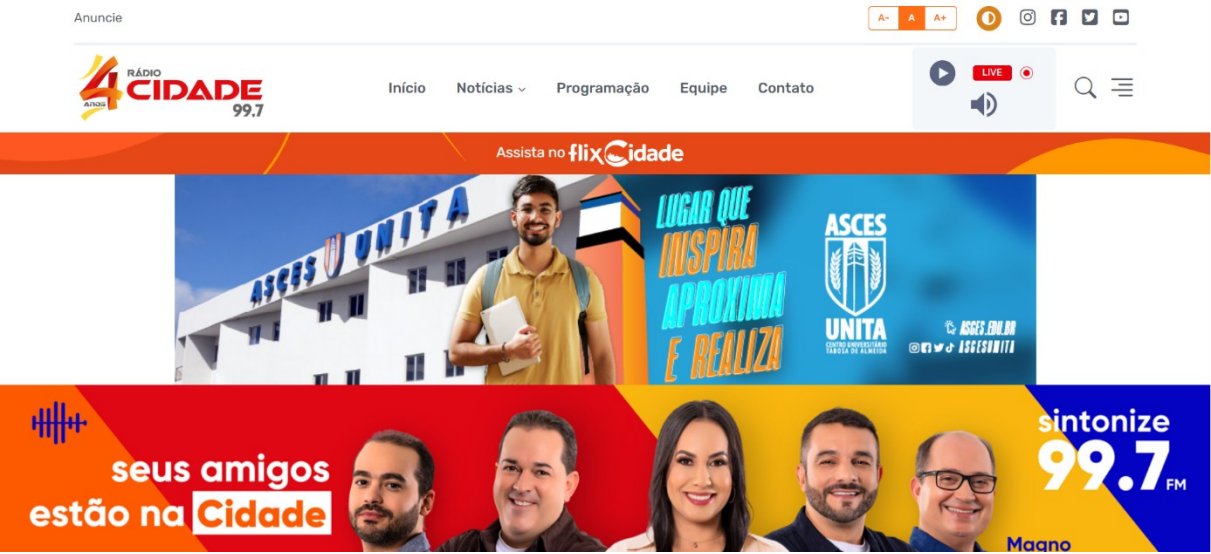 Anuncie
A-
A
A+
4
ANOS
RÁDIO
CIDADE
99,7
Início
Notícias
Programação
Equipe
Contato
LIVE
Assista no flixCidade
ASCES UNITA
LUGAR QUE
INSPIRA
APROXIMA
E REALIZA
ASCES
UNITA
CENTRO UNIVERSITÁRIO
TABOSA DE ALMEIDA
ASCES.EDU.BR
ASCESUNITA
seus amigos
estão na Cidade
sintonize
99.7 FM
Magno